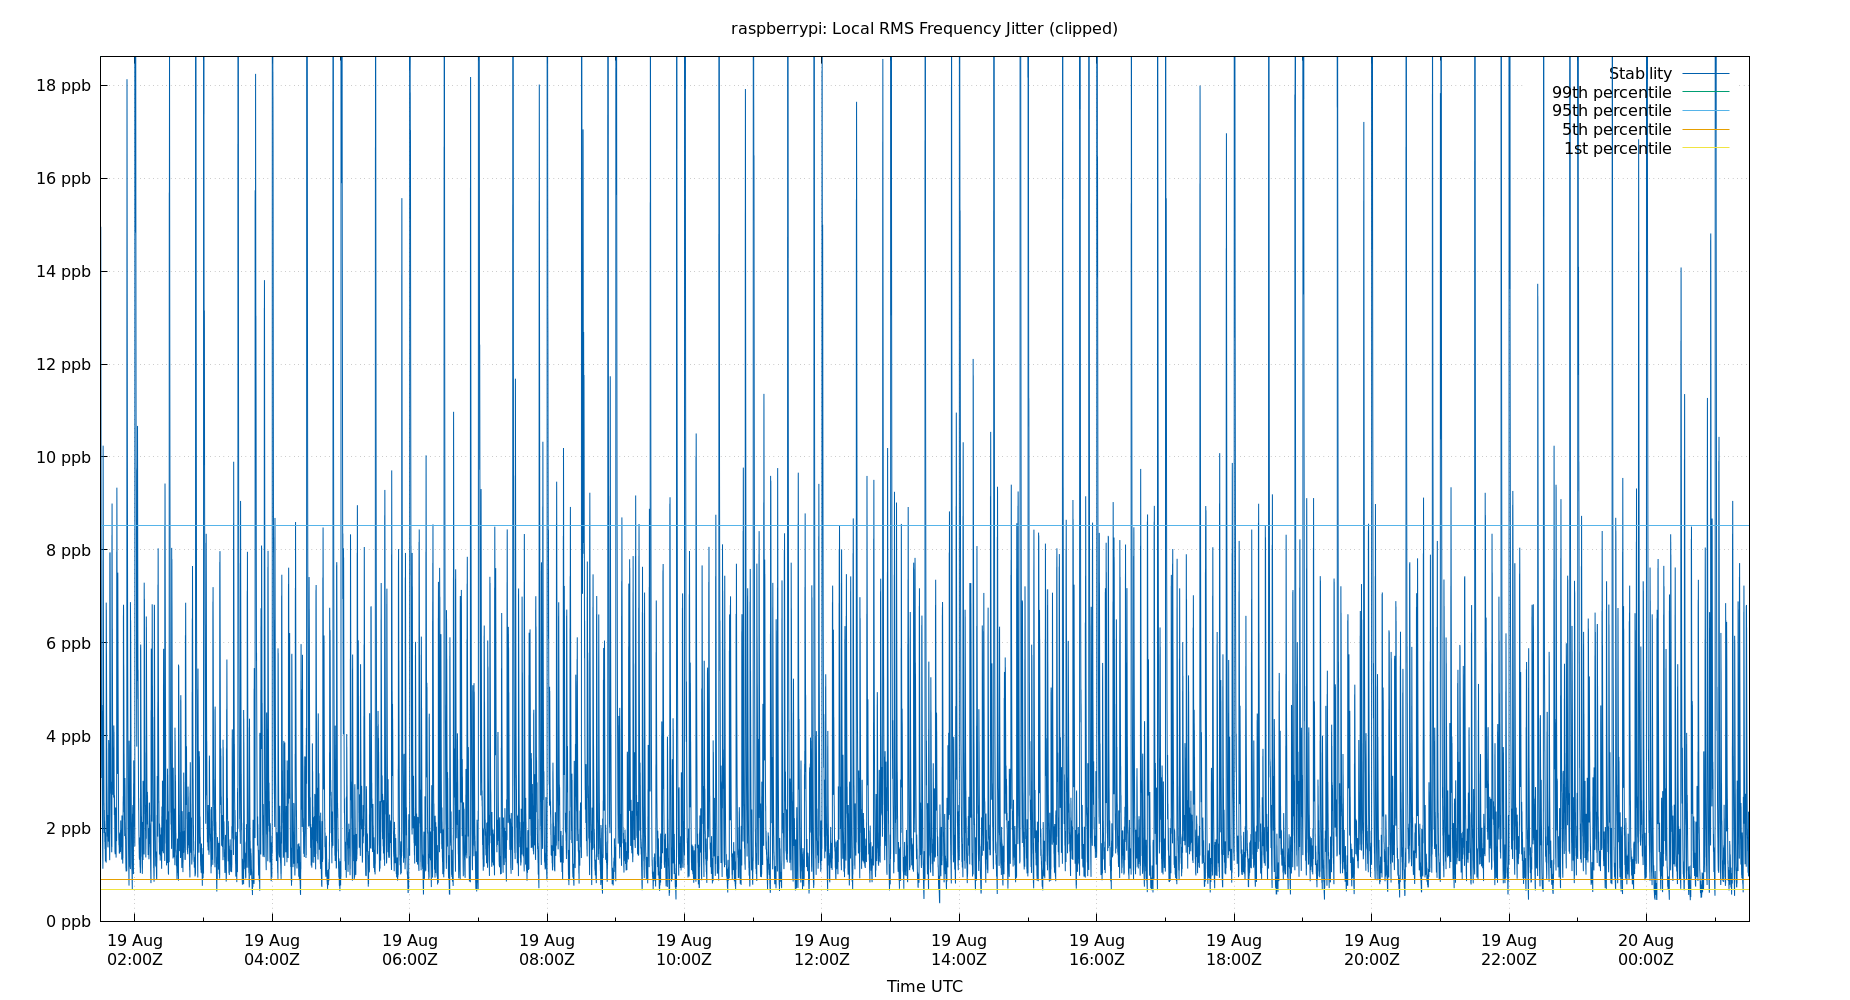 raspberrypi: Local RMS Frequency Jitter (clipped)
18 ppb
16 ppb
14 ppb
12 ppb
10 ppb
8 ppb
6 ppb
4 ppb
2 ppb
0 ppb
Stability
99th percentile
95th percentile
5th percentile
1st percentile
19 Aug 19 Aug 19 Aug 19 Aug 19 Aug 19 Aug 19 Aug 19 Aug 19 Aug 19 Aug 19 Aug 20 Aug
02:00Z 04:00Z 06:00Z 08:00Z 10:00Z 12:00Z 14:00Z 16:00Z 18:00Z 20:00Z 22:00Z 00:00Z
Time UTC